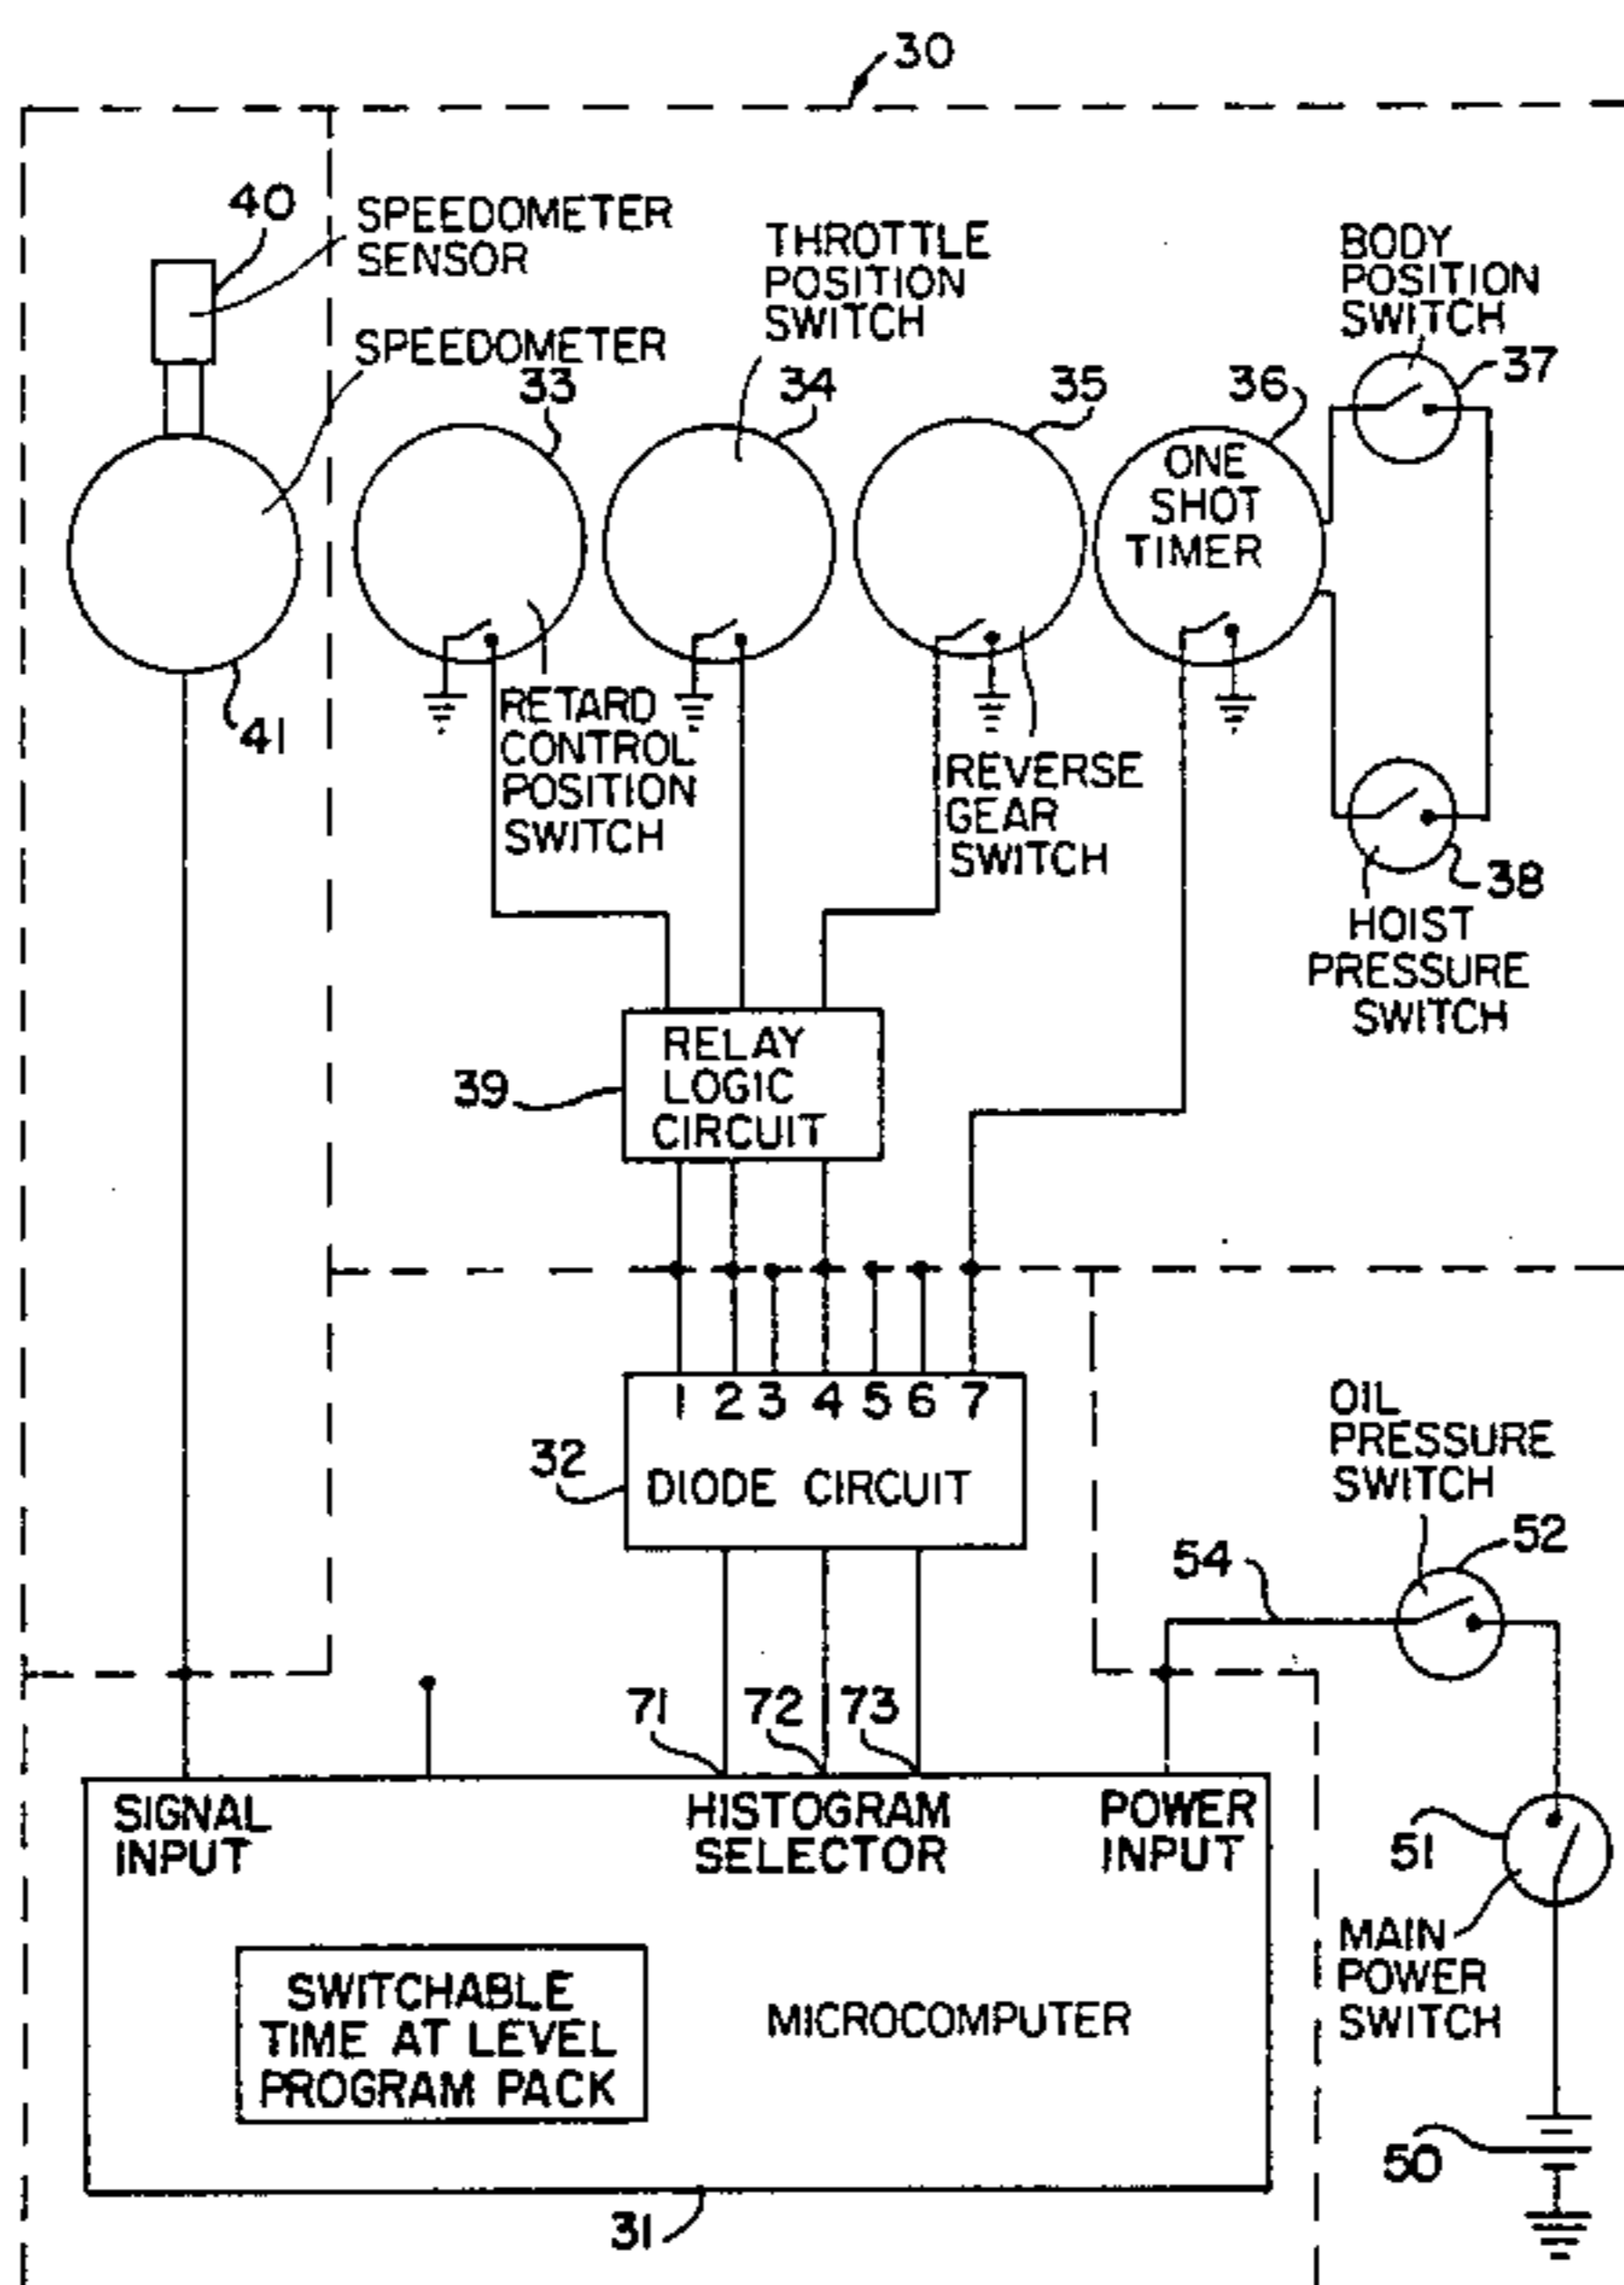 30
40
SPEEDOMETER
SENSOR
SPEEDOMETER
THROTTLE
POSITION
SWITCH
BODY
POSITION
SWITCH
33
34
35
36
37
ONE
SHOT
TIMER
41
RETARD
CONTROL
POSITION
SWITCH
REVERSE
GEAR
SWITCH
38
HOIST
PRESSURE
SWITCH
39
RELAY
LOGIC
CIRCUIT
1 2 3 4 5 6 7
32
DIODE CIRCUIT
OIL
PRESSURE
SWITCH
54
52
71 72 73
SIGNAL
INPUT
HISTOGRAM
SELECTOR
POWER
INPUT
51
MAIN
POWER
SWITCH
SWITCHABLE
TIME AT LEVEL
PROGRAM PACK
MICROCOMPUTER
50
31